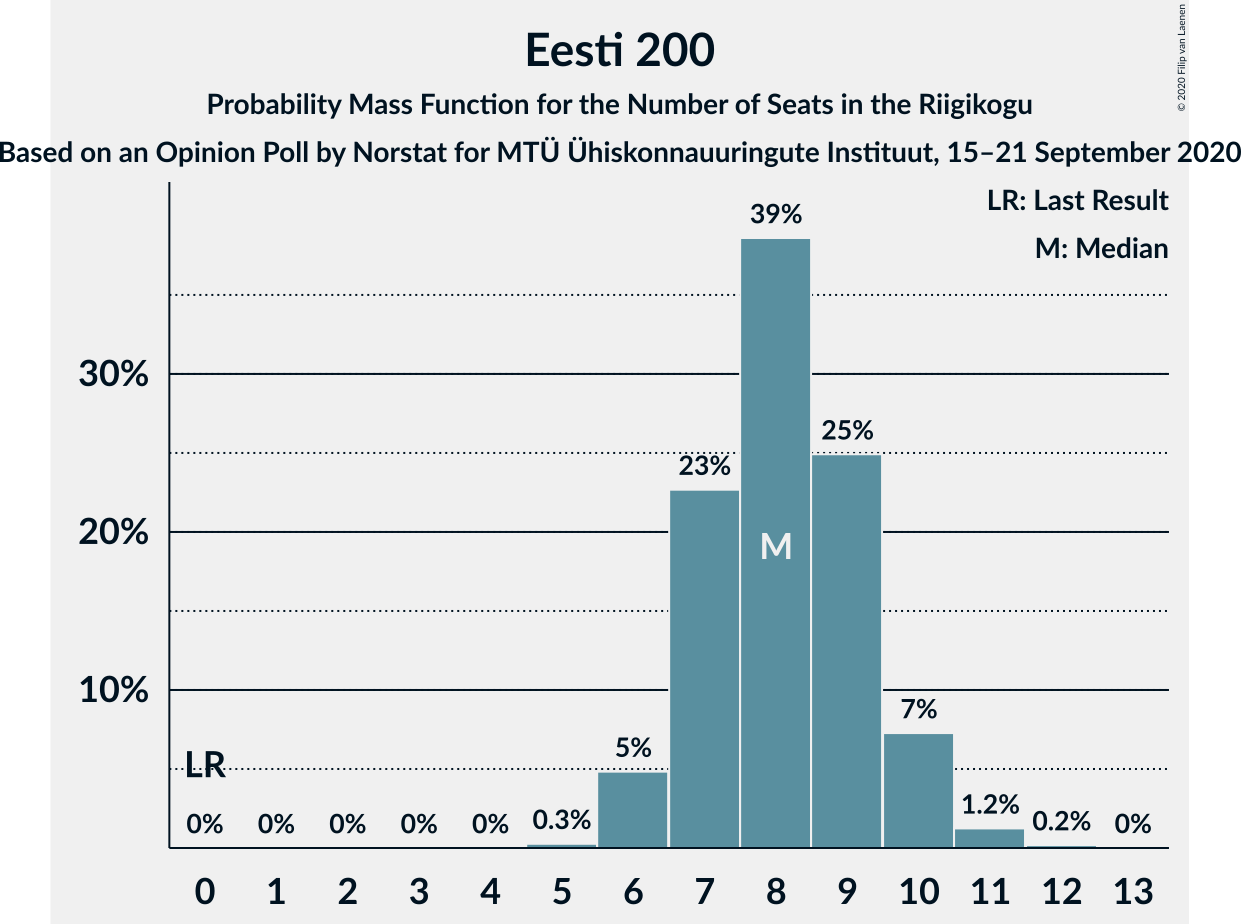 Eesti 200
Probability Mass Function for the Number of Seats in the Riigikogu
Based on an Opinion Poll by Norstat for MTÜ Ühiskonnauuringute Instituut, 15–21 September 2020
© 2020 Filip van Laenen
LR: Last Result
M: Median
39%
30%
25%
23%
20%
M
10%
7%
LR
5%
0% 0% 0% 0% 0% 0.3% 1.2% 0.2% 0%
0 1 2 3 4 5 6 7 8 9 10 11 12 13